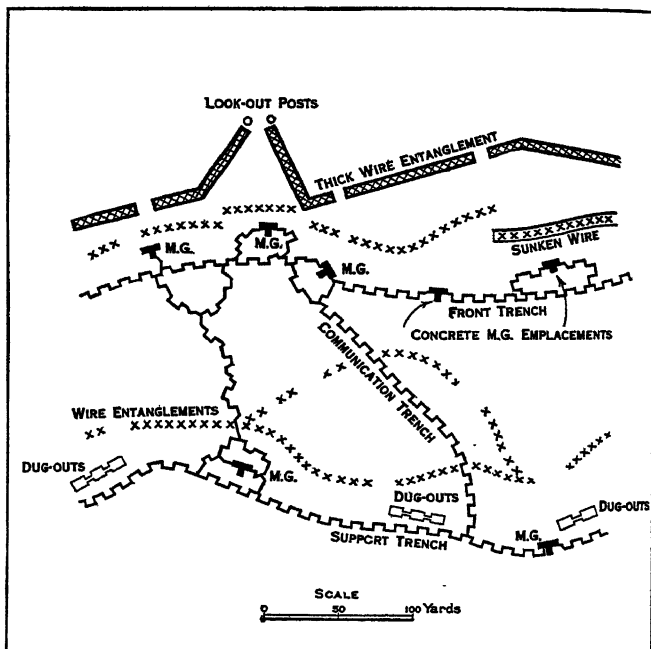 LOOK-OUT POSTS
THICK WIRE ENTANGLEMENT
M.G.
M.G.
SUNKEN WIRE
M.G.
FRONT TRENCH
CONCRETE M.G. EMPLACEMENTS
COMMUNICATION TRENCH
WIRE ENTANGLEMENTS
DUG-OUTS
M.G.
DUG-OUTS
DUG-OUTS
M.G.
SUPPORT TRENCH
SCALE
0 50 100 Yards